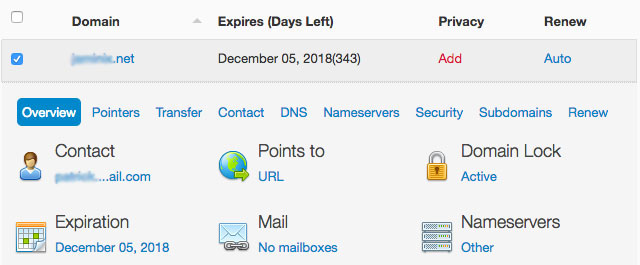 Domain Expires (Days Left) Privacy Renew
.net December 05, 2018(343) Add Auto
Overview Pointers Transfer Contact DNS Nameservers Security Subdomains Renew
Contact Points to Domain Lock
...ail.com URL Active
Expiration Mail Nameservers
December 05, 2018 No mailboxes Other